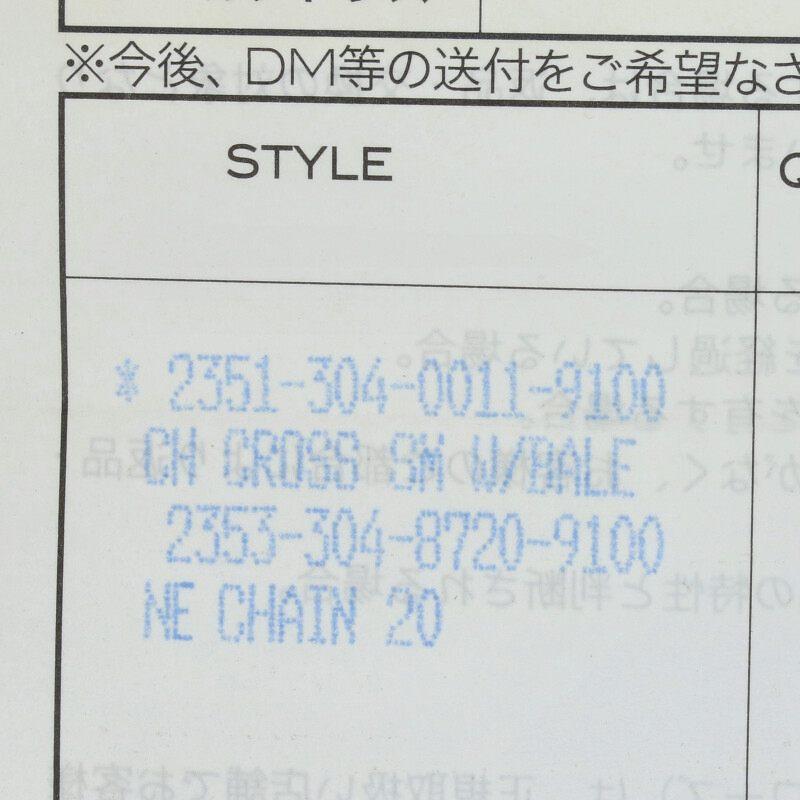 ※今後、DM等の送付をご希望なさ
STYLE
* 2351-304-0011-9100
CH CROSS SM W/BALE
2353-304-8720-9100
NE CHAIN 20